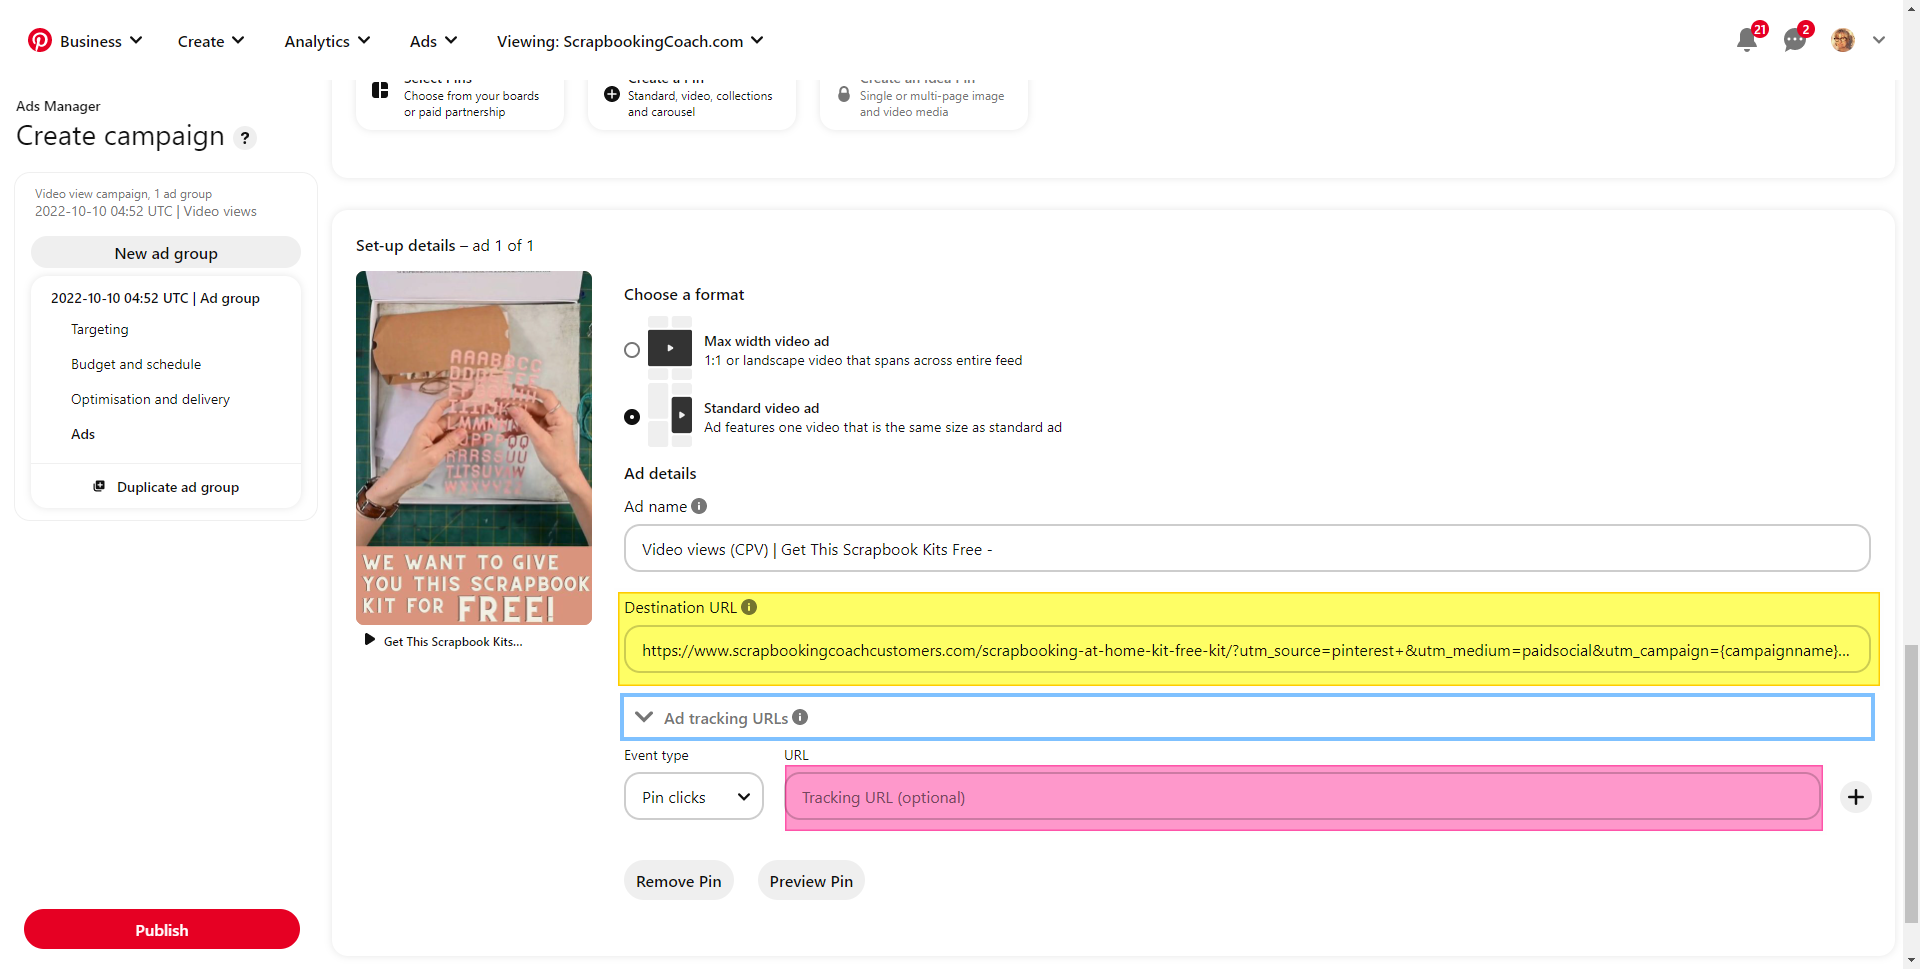 Business
Create
Analytics
Ads
Viewing: ScrapbookingCoach.com
21
2
Ads Manager
Create campaign ?
Video view campaign, 1 ad group
2022-10-10 04:52 UTC | Video views
New ad group
2022-10-10 04:52 UTC | Ad group
Targeting
Budget and schedule
Optimisation and delivery
Ads
Duplicate ad group
Publish
Select Pins
Choose from your boards
or paid partnership
Create a Pin
Standard, video, collections
and carousel
Create an Idea Pin
Single or multi-page image
and video media
Set-up details – ad 1 of 1
WE WANT TO GIVE
YOU THIS SCRAPBOOK
KIT FOR FREE!
Get This Scrapbook Kits...
Choose a format
Max width video ad
1:1 or landscape video that spans across entire feed
Standard video ad
Ad features one video that is the same size as standard ad
Ad details
Ad name
Video views (CPV) | Get This Scrapbook Kits Free -
Destination URL
https://www.scrapbookingcoachcustomers.com/scrapbooking-at-home-kit-free-kit/?utm_source=pinterest+&utm_medium=paidsocial&utm_campaign={campaignname}...
Ad tracking URLs
Event type
URL
Pin clicks
Tracking URL (optional)
Remove Pin
Preview Pin